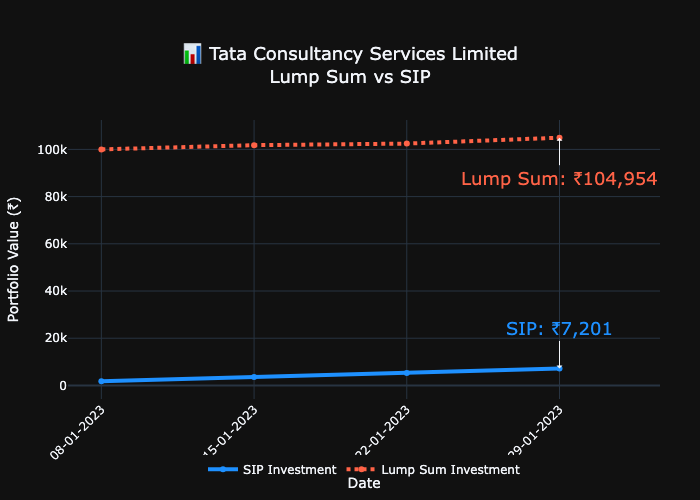 📊 Tata Consultancy Services Limited
Lump Sum vs SIP
Portfolio Value (₹)
100k
80k
60k
40k
20k
0
Lump Sum: ₹104,954
SIP: ₹7,201
08-01-2023
15-01-2023
22-01-2023
29-01-2023
SIP Investment
Lump Sum Investment
Date